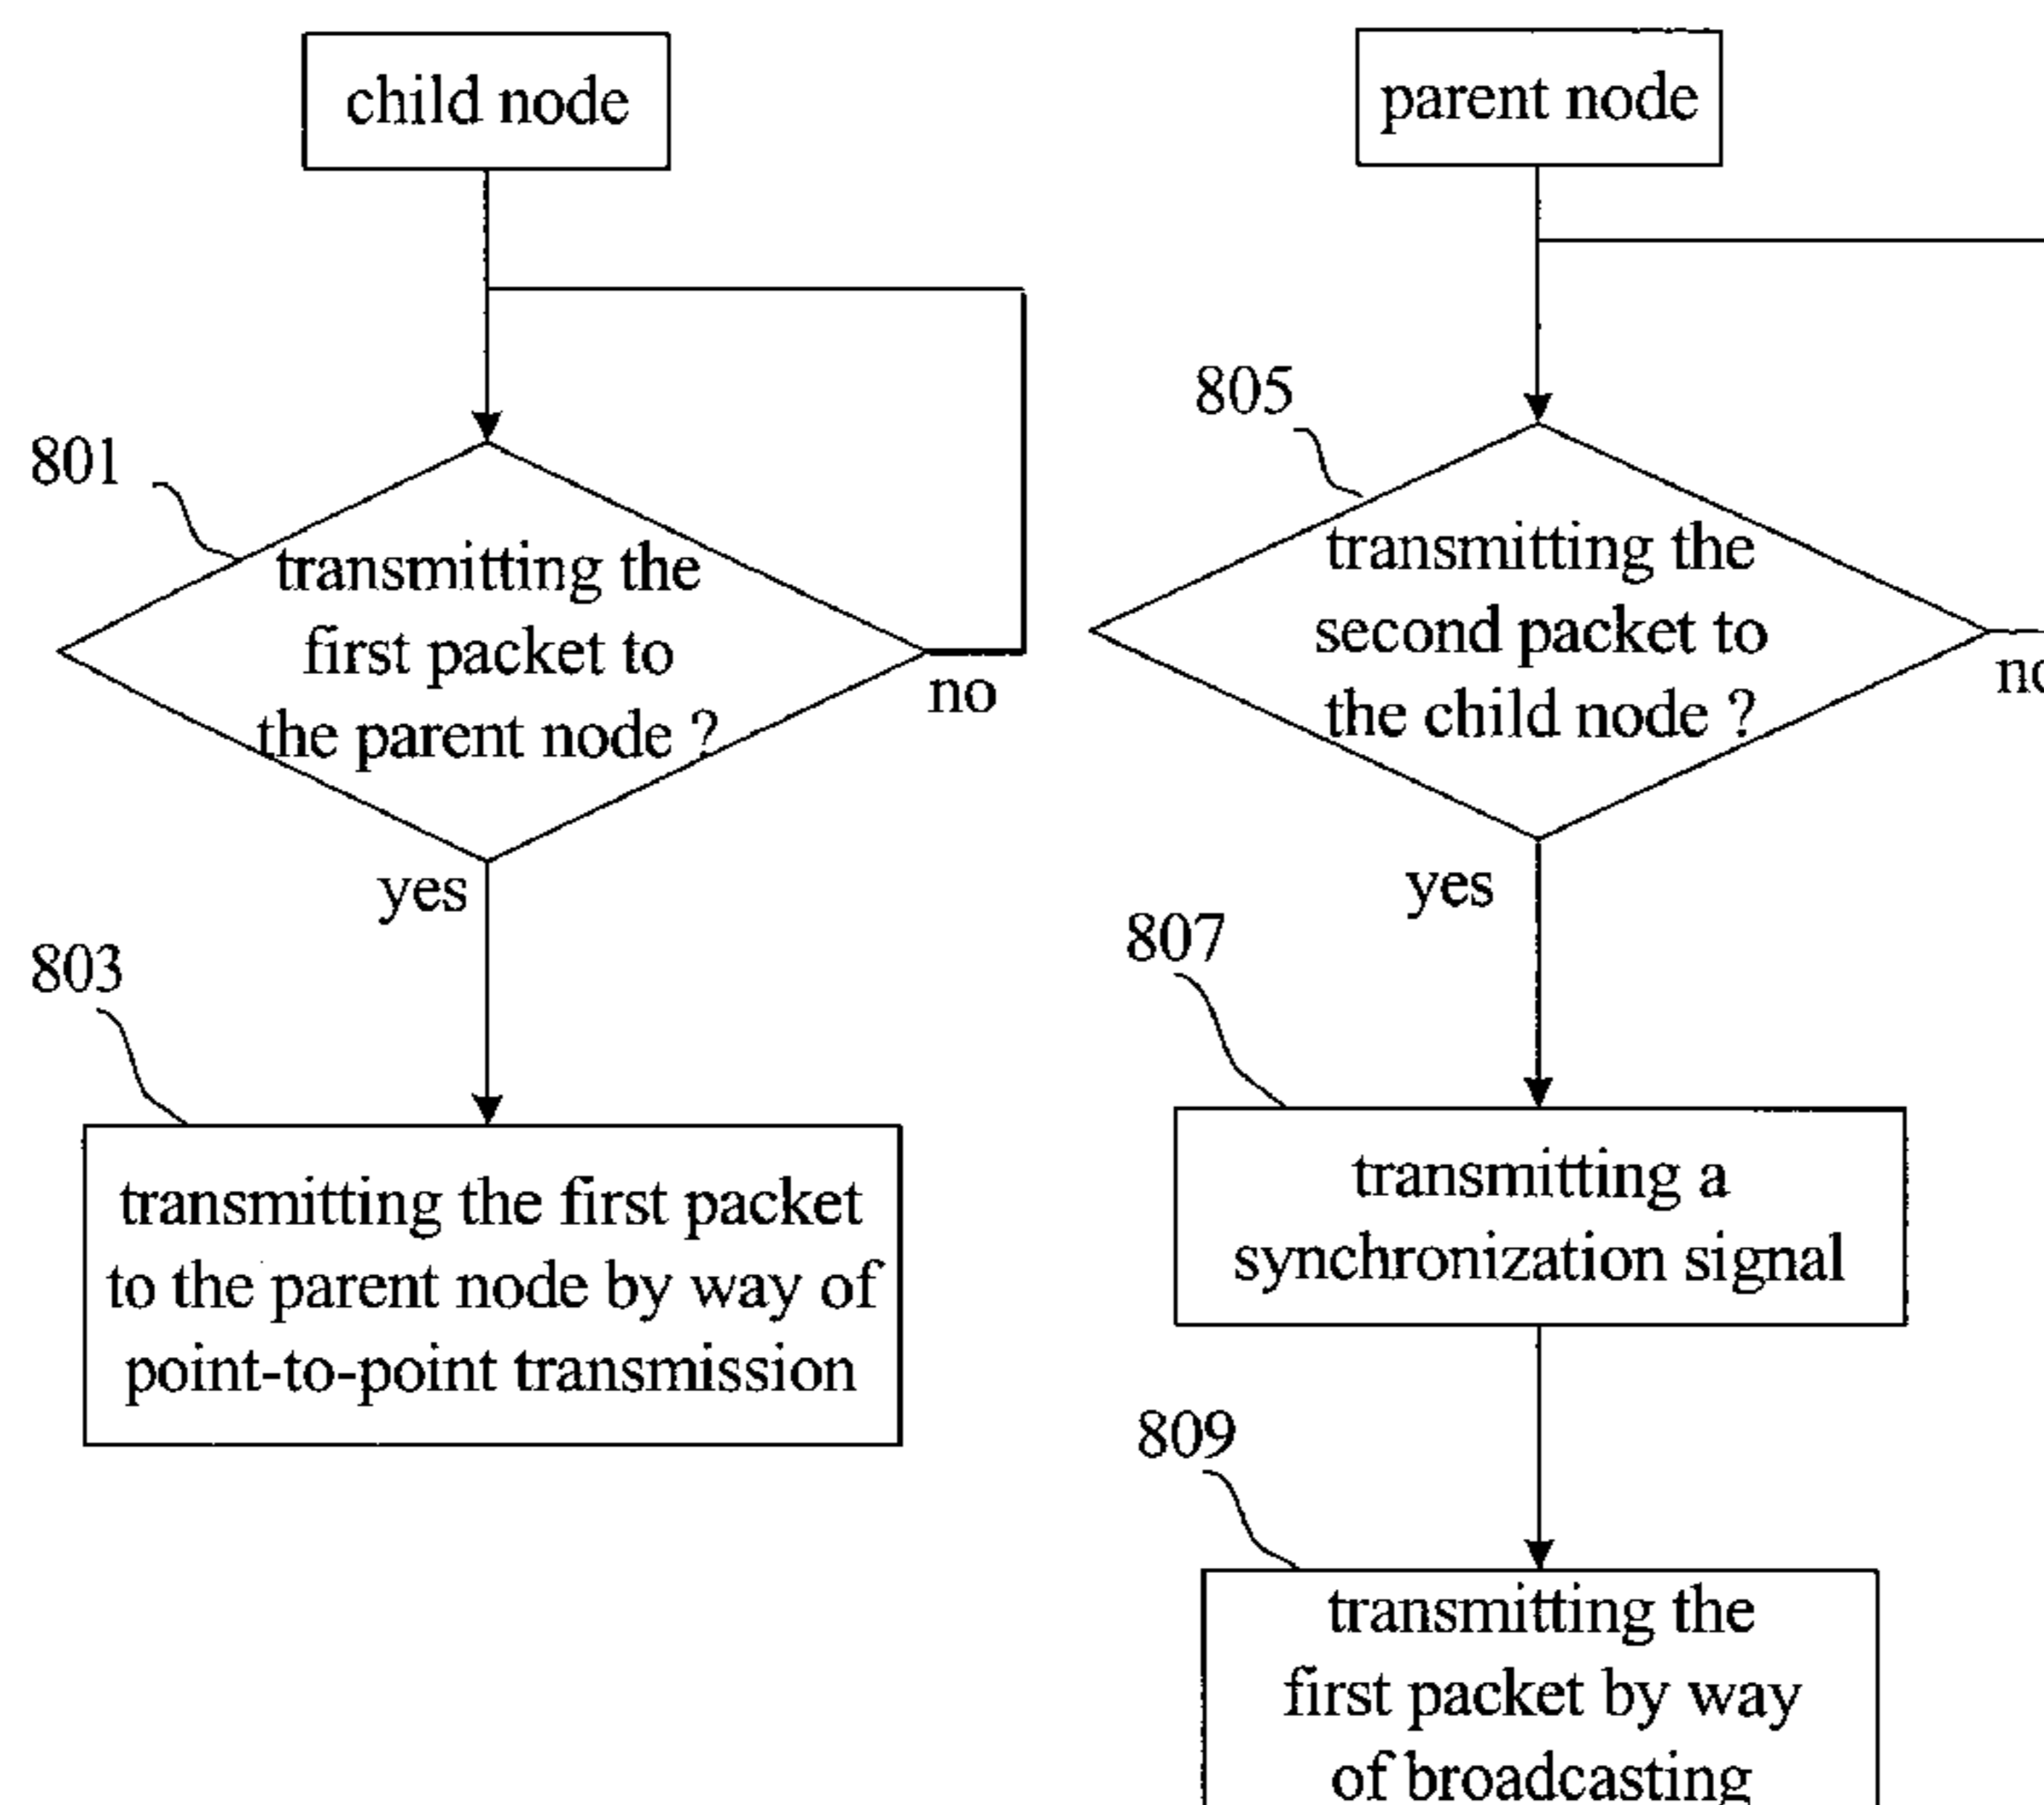 child node
801
transmitting the
first packet to
the parent node ?
no
yes
803
transmitting the first packet
to the parent node by way of
point-to-point transmission
parent node
805
transmitting the
second packet to
the child node ?
yes
807
transmitting a
synchronization signal
809
transmitting the
first packet by way
of broadcasting